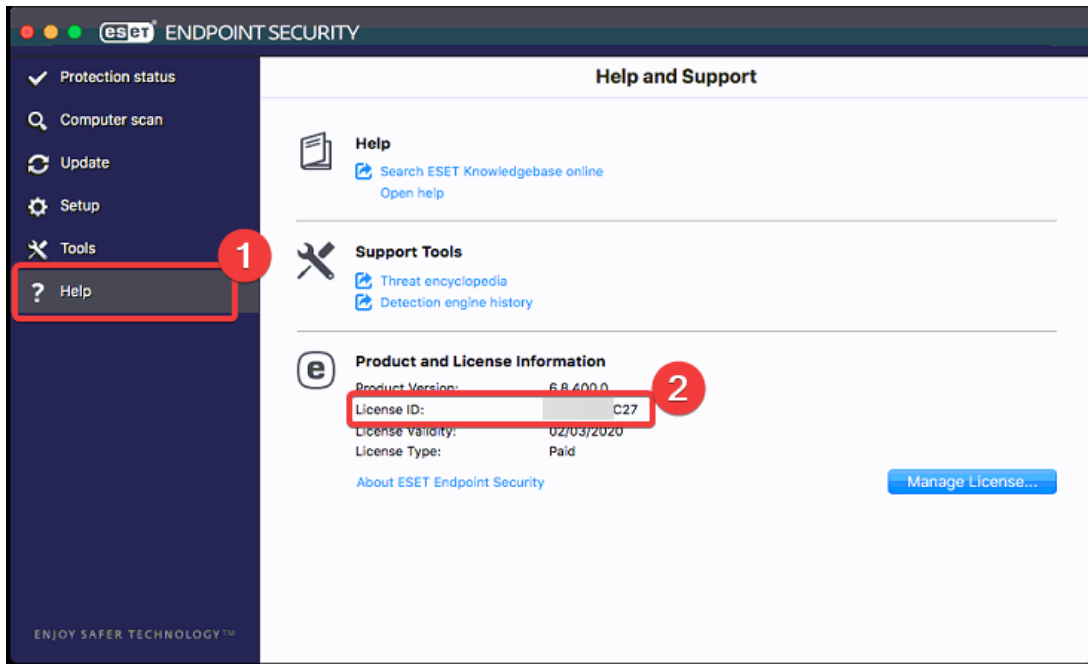 eset ENDPOINT SECURITY
Protection status
Computer scan
Update
Setup
Tools
1
? Help
ENJOY SAFER TECHNOLOGY™
Help and Support
Help
Search ESET Knowledgebase online
Open help
Support Tools
Threat encyclopedia
Detection engine history
e
Product and License Information
Product Version: 6.8.400.0
2
License ID: C27
License Validity: 02/03/2020
License Type: Paid
About ESET Endpoint Security
Manage License...